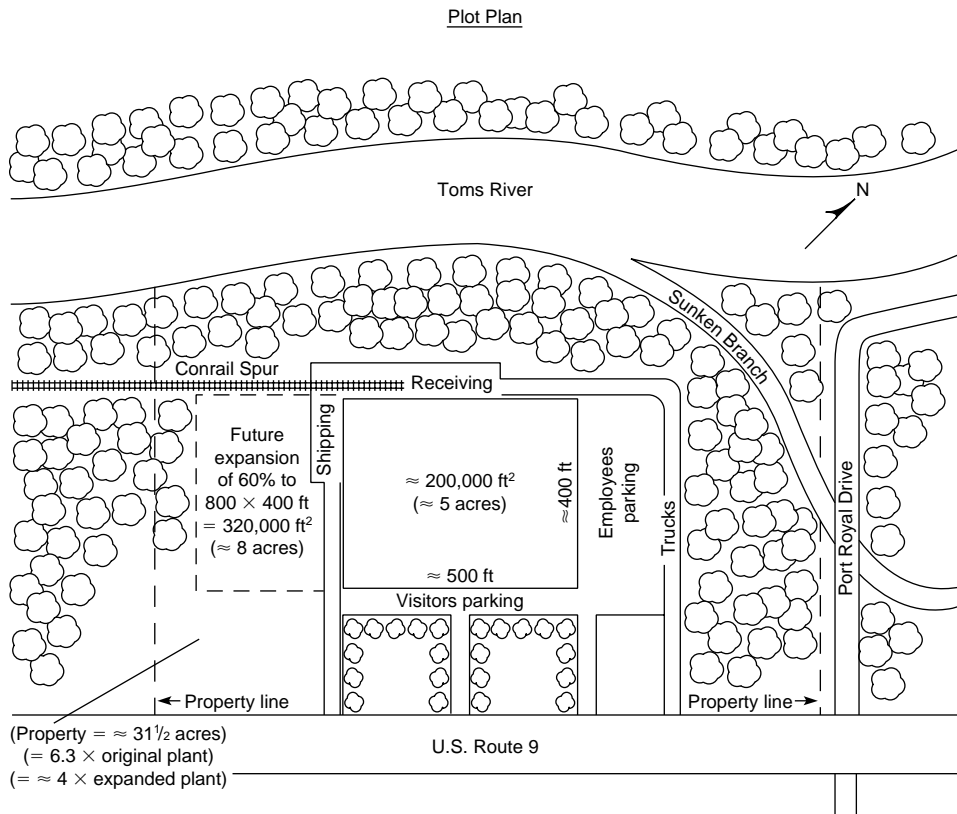 Plot Plan
Toms River
N
Sunken Branch
Conrail Spur
Receiving
Shipping
Future
expansion
of 60% to
800 × 400 ft
= 320,000 ft²
(≈ 8 acres)
≈ 200,000 ft²
(≈ 5 acres)
≈400 ft
≈ 500 ft
Employees
parking
Trucks
Port Royal Drive
Visitors parking
Property line
Property line
(Property = ≈ 31½ acres)
(= 6.3 × original plant)
(= ≈ 4 × expanded plant)
U.S. Route 9